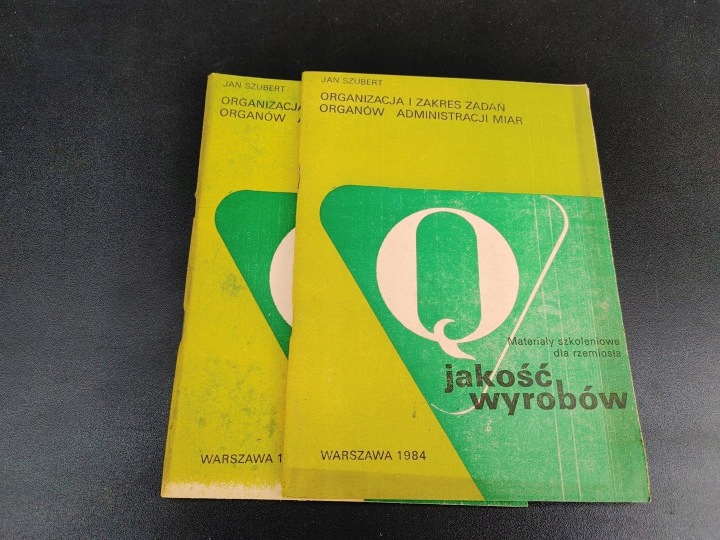 JAN SZUBERT
ORGANIZACJA
ORGANÓW A
WARSZAWA 1
JAN SZUBERT
ORGANIZACJA I ZAKRES ZADAŃ
ORGANÓW ADMINISTRACJI MIAR
Q
Materiały szkoleniowe
dla rzemiosła
jakość
wyrobów
WARSZAWA 1984